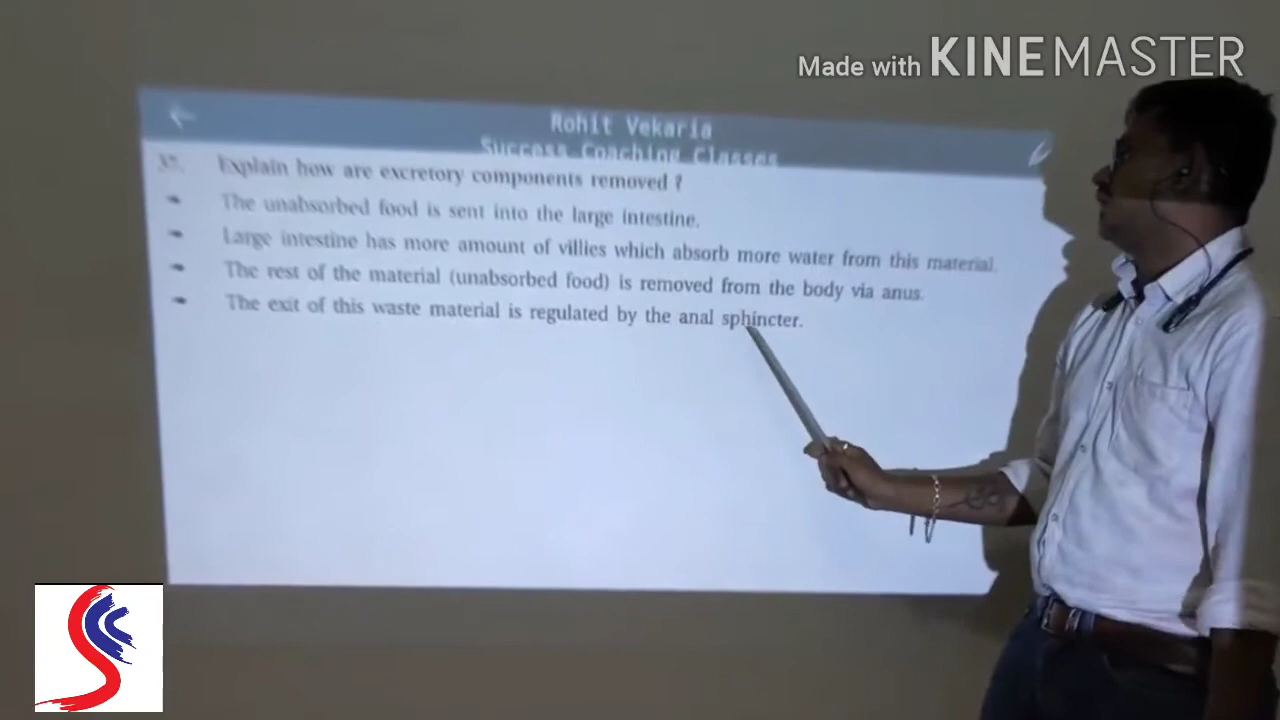 Made with KINEMASTER
Rohit Vekaria
Success Coaching Classes
37. Explain how are excretory components removed ?
The unabsorbed food is sent into the large intestine.
Large intestine has more amount of villies which absorb more water from this material.
The rest of the material (unabsorbed food) is removed from the body via anus.
The exit of this waste material is regulated by the anal sphincter.